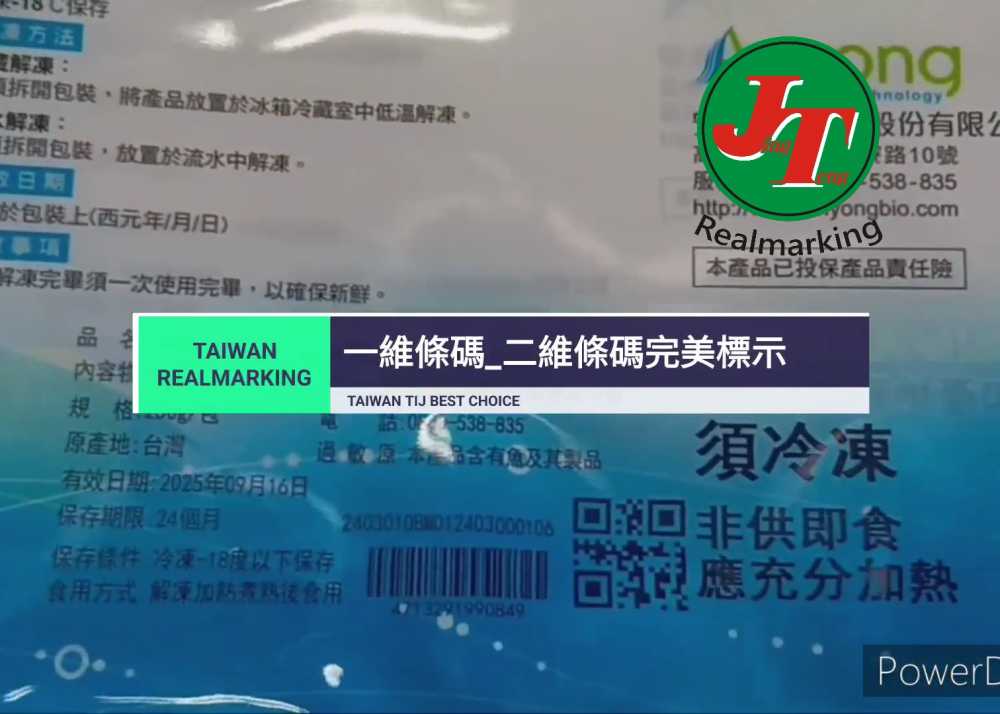 -18℃保存
凍方法
藏解凍：
須拆開包裝，將產品放置於冰箱冷藏室中低溫解凍。
水解凍：
拆開包裝，放置於流水中解凍。
效日期
於包裝上(西元年/月/日)
事項
解凍完畢須一次使用完畢，以確保新鮮。
ong
hnology
股份有限公
路10號
服 -538-835
http:/ yongbio.com
本產品已投保產品責任險
JT
Realmarking
TAIWAN
REALMARKING
一維條碼_二維條碼完美標示
TAIWAN TIJ BEST CHOICE
品 名
內容物
規 格:
電 話:0 -538-835
原產地:台灣
過 敏 原 本產品含有魚及其製品
有效日期:2025年09月16日
保存期限:24個月
保存條件 冷凍-18度以下保存
食用方式 解凍加熱煮熟後食用
2403010BWD12403000106
4713291990849
須冷凍
非供即食
應充分加熱
PowerD